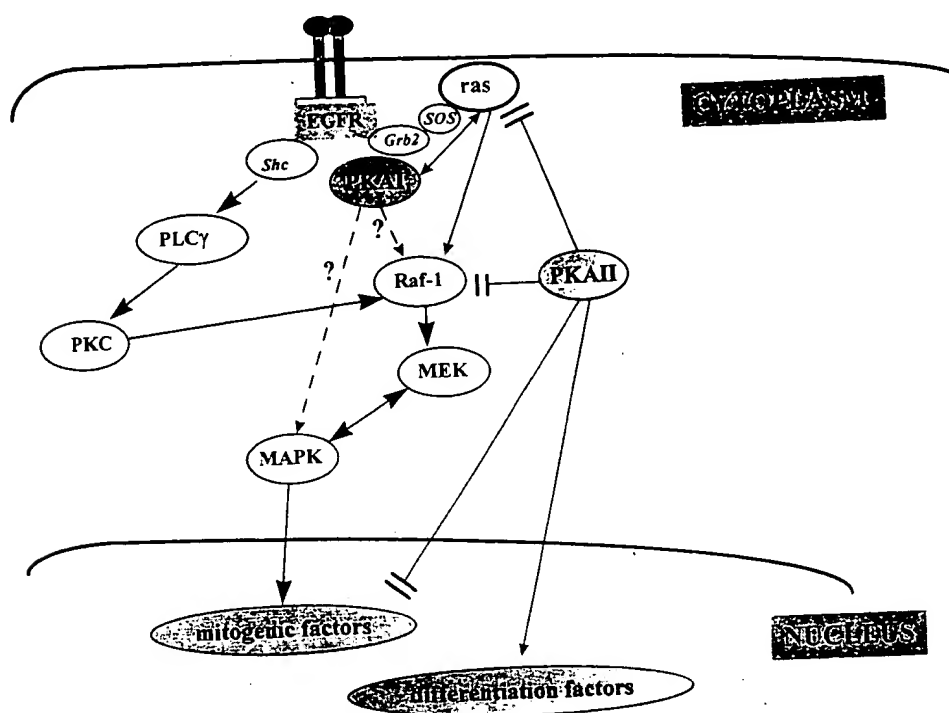 ras
CYTOPLASM
EGFR
SOS
Grb2
Shc
PKAI
?
PLCγ
?
Raf-1
PKAII
PKC
MEK
MAPK
mitogenic factors
NUCLEUS
differentiation factors